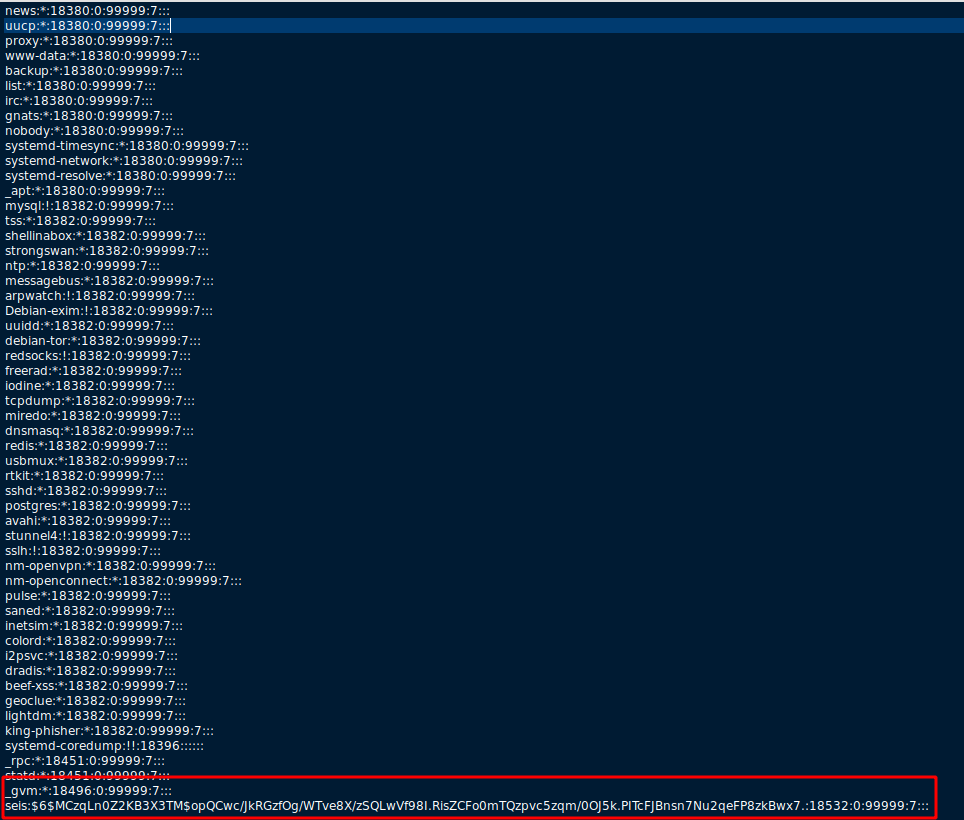 news:*:18380:0:99999:7:::
uucp:*:18380:0:99999:7:::
proxy:*:18380:0:99999:7:::
www-data:*:18380:0:99999:7:::
backup:*:18380:0:99999:7:::
list:*:18380:0:99999:7:::
irc:*:18380:0:99999:7:::
gnats:*:18380:0:99999:7:::
nobody:*:18380:0:99999:7:::
systemd-timesync:*:18380:0:99999:7:::
systemd-network:*:18380:0:99999:7:::
systemd-resolve:*:18380:0:99999:7:::
_apt:*:18380:0:99999:7:::
mysql:!:18382:0:99999:7:::
tss:*:18382:0:99999:7:::
shellinabox:*:18382:0:99999:7:::
strongswan:*:18382:0:99999:7:::
ntp:*:18382:0:99999:7:::
messagebus:*:18382:0:99999:7:::
arpwatch:!:18382:0:99999:7:::
Debian-exim:!:18382:0:99999:7:::
uuidd:*:18382:0:99999:7:::
debian-tor:*:18382:0:99999:7:::
redsocks:!:18382:0:99999:7:::
freerad:*:18382:0:99999:7:::
iodine:*:18382:0:99999:7:::
tcpdump:*:18382:0:99999:7:::
miredo:*:18382:0:99999:7:::
dnsmasq:*:18382:0:99999:7:::
redis:*:18382:0:99999:7:::
usbmux:*:18382:0:99999:7:::
rtkit:*:18382:0:99999:7:::
sshd:*:18382:0:99999:7:::
postgres:*:18382:0:99999:7:::
avahi:*:18382:0:99999:7:::
stunnel4:!:18382:0:99999:7:::
sslh:!:18382:0:99999:7:::
nm-openvpn:*:18382:0:99999:7:::
nm-openconnect:*:18382:0:99999:7:::
pulse:*:18382:0:99999:7:::
saned:*:18382:0:99999:7:::
inetsim:*:18382:0:99999:7:::
colord:*:18382:0:99999:7:::
i2psvc:*:18382:0:99999:7:::
dradis:*:18382:0:99999:7:::
beef-xss:*:18382:0:99999:7:::
geoclue:*:18382:0:99999:7:::
lightdm:*:18382:0:99999:7:::
king-phisher:*:18382:0:99999:7:::
systemd-coredump:!!:18396::::::
_rpc:*:18451:0:99999:7:::
statd:*:18451:0:99999:7:::
_gvm:*:18496:0:99999:7:::
seis:$6$MCzqLn0Z2KB3X3TM$opQCwc/JkRGzfOg/WTve8X/zSQLwVf98I.RisZCFo0mTQzpvc5zqm/0OJ5k.PITcFJBnsn7Nu2qeFP8zkBwx7.:18532:0:99999:7:::